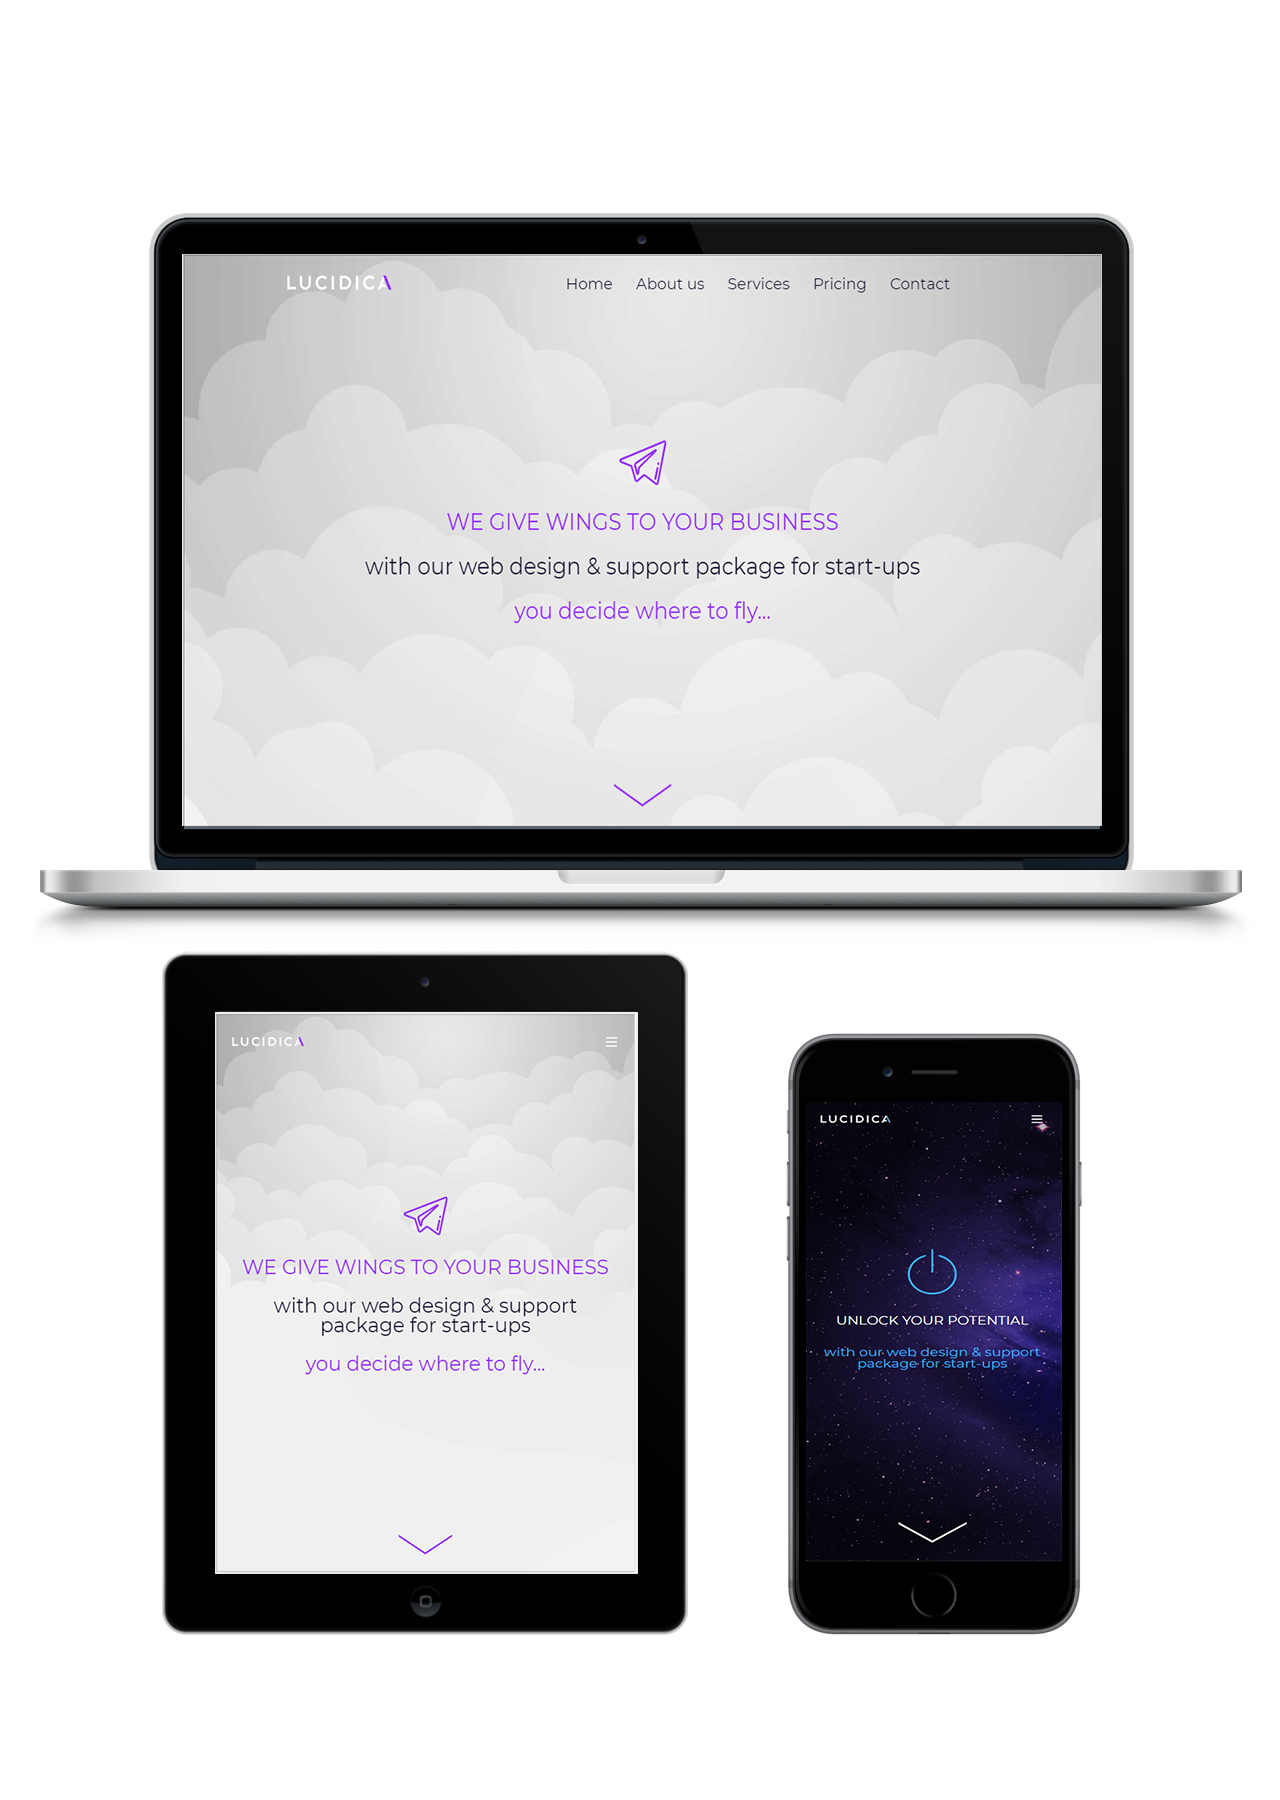 LUCIDICA
Home About us Services Pricing Contact
WE GIVE WINGS TO YOUR BUSINESS
with our web design & support package for start-ups
you decide where to fly...
LUCIDICA
WE GIVE WINGS TO YOUR BUSINESS
with our web design & support
package for start-ups
you decide where to fly...
LUCIDICA
UNLOCK YOUR POTENTIAL
with our web design & support
package for start-ups